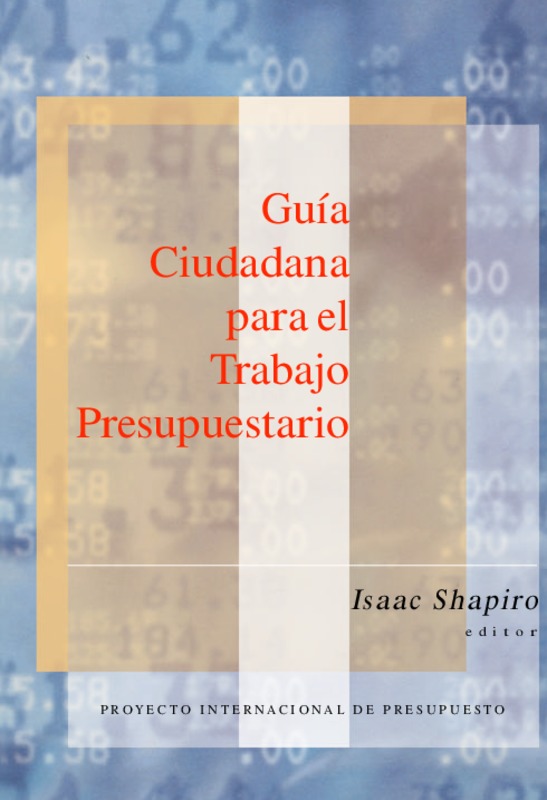 Guía
Ciudadana
para el
Trabajo
Presupuestario
Isaac Shapiro
editor
PROYECTO INTERNACIONAL DE PRESUPUESTO